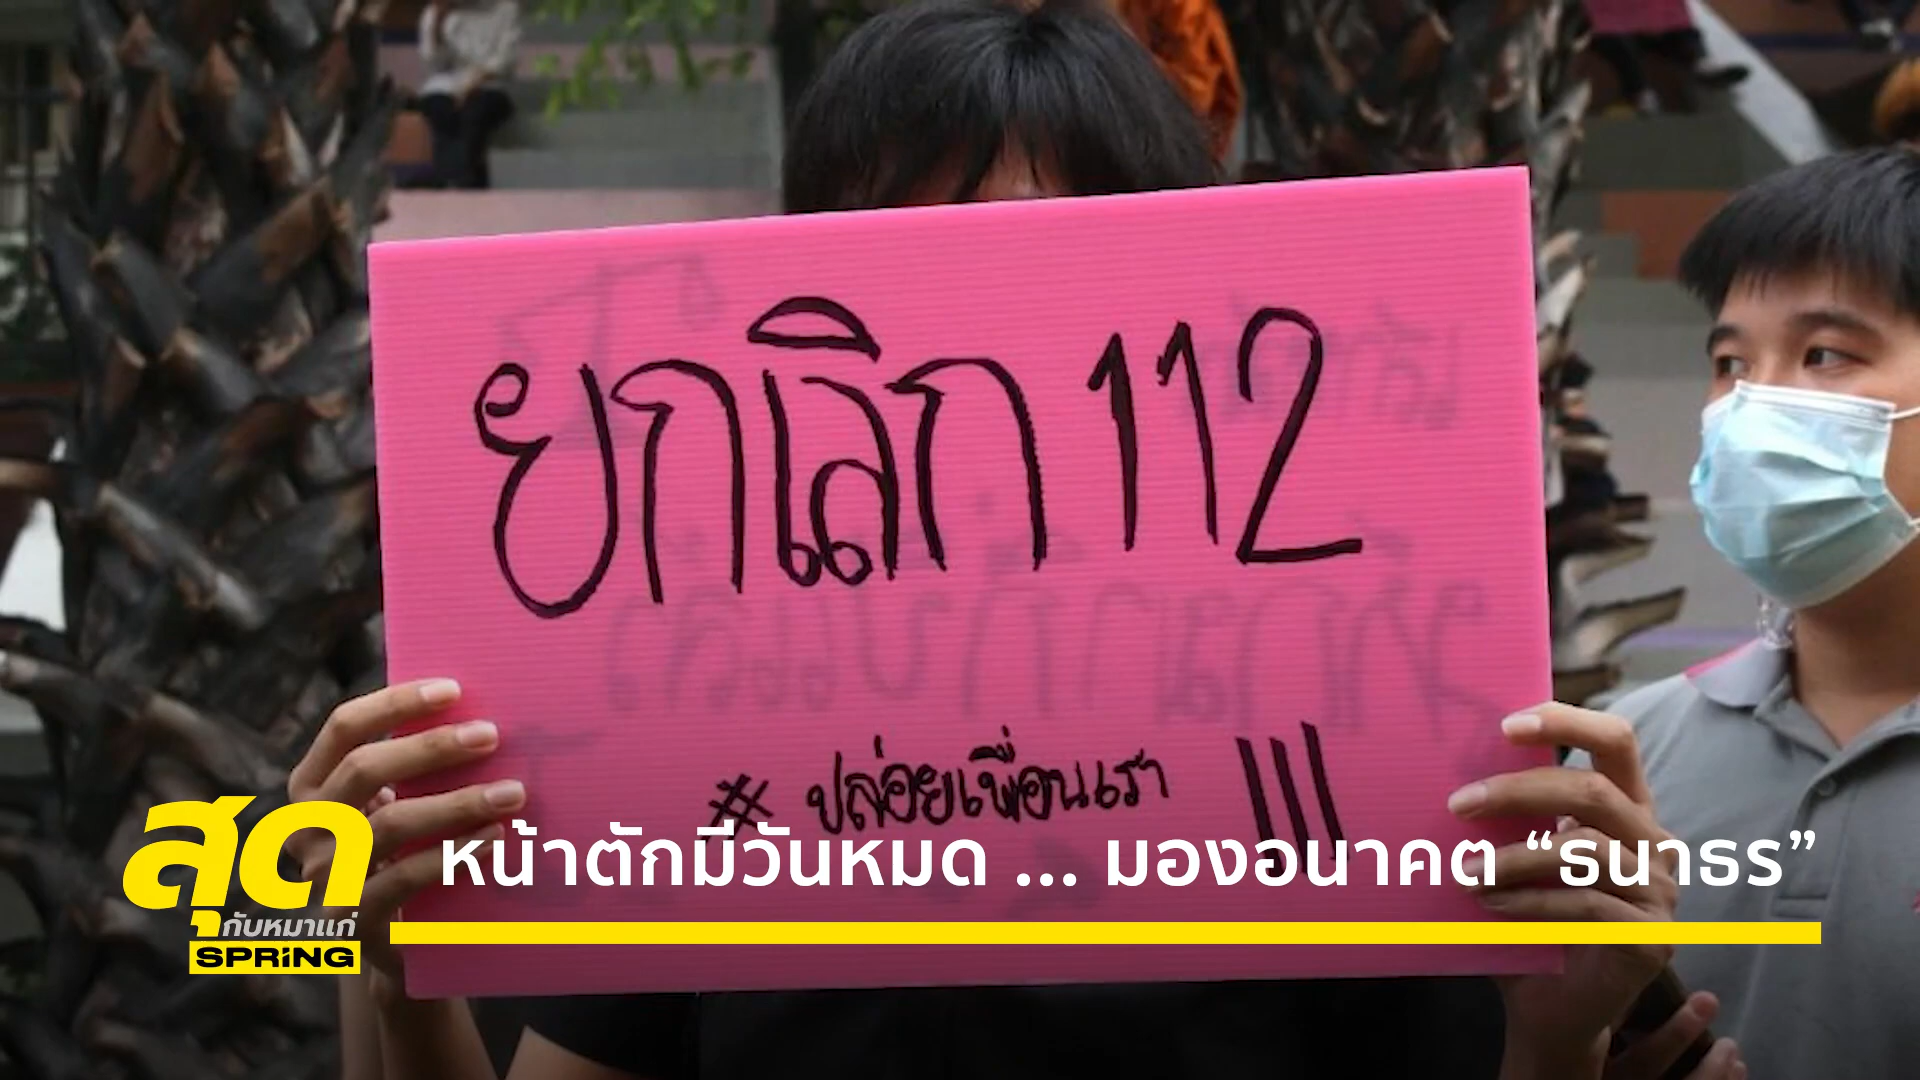 ยกเลิก 112
# ปล่อยเพื่อนเรา !!!
สุด
กับหมาแก่
SPRiNG
หน้าตักมีวันหมด ... มองอนาคต “ธนาธร”